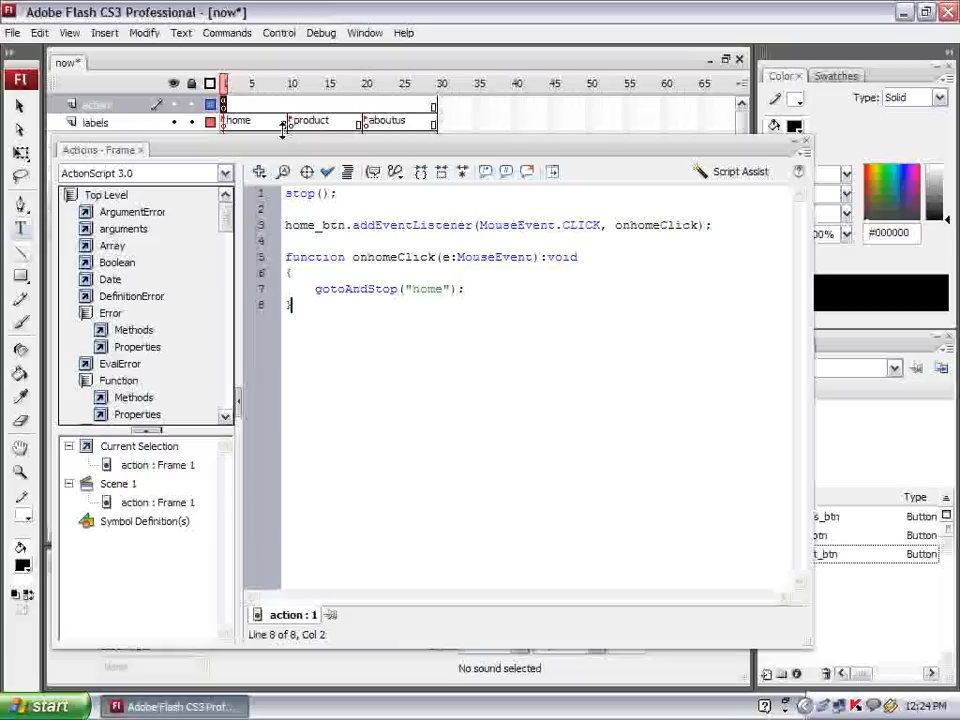 Adobe Flash CS3 Professional - [now*]
File Edit View Insert Modify Text Commands Control Debug Window Help
Fl
now*
Color Swatches
5 10 15 20 25 30 35 40 45 50 55 60 65
Type: Solid
home product aboutus
labels
Actions - Frame
ActionScript 3.0
Script Assist
Top Level
ArgumentError
arguments
Array
Boolean
Date
DefinitionError
Error
Methods
Properties
EvalError
Function
Methods
Properties
#000000
1 stop();
2
3 home_btn.addEventListener(MouseEvent.CLICK, onhomeClick);
4
5 function onhomeClick(e:MouseEvent):void
6 {
7 gotoAndStop("home");
8 }
Current Selection
action : Frame 1
Scene 1
action : Frame 1
Symbol Definition(s)
Type
s_btn Button
btn Button
t_btn Button
action : 1
Line 8 of 8, Col 2
No sound selected
start
Adobe Flash CS3 Prof...
12:24 PM